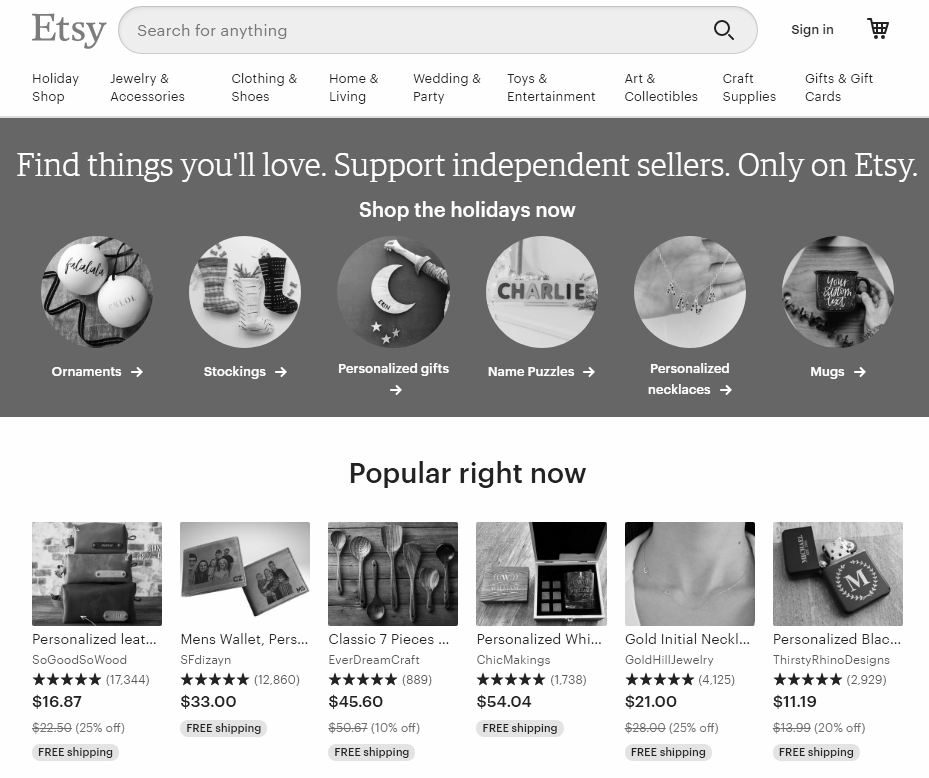 Etsy
Search for anything
Sign in
Holiday Shop
Jewelry & Accessories
Clothing & Shoes
Home & Living
Wedding & Party
Toys & Entertainment
Art & Collectibles
Craft Supplies
Gifts & Gift Cards
Find things you'll love. Support independent sellers. Only on Etsy.
Shop the holidays now
falalala
CHARLIE
Your custom text
Ornaments →
Stockings →
Personalized gifts →
Name Puzzles →
Personalized necklaces →
Mugs →
Popular right now
MICHAEL
M
Personalized leat...
SoGoodSoWood
★★★★★ (17,344)
$16.87
$22.50 (25% off)
FREE shipping
Mens Wallet, Pers...
SFdizayn
★★★★★ (12,860)
$33.00
FREE shipping
Classic 7 Pieces ...
EverDreamCraft
★★★★★ (889)
$45.60
$50.67 (10% off)
FREE shipping
Personalized Whi...
ChicMakings
★★★★★ (1,738)
$54.04
FREE shipping
Gold Initial Neckl...
GoldHillJewelry
★★★★★ (4,125)
$21.00
$28.00 (25% off)
FREE shipping
Personalized Blac...
ThirstyRhinoDesigns
★★★★★ (2,929)
$11.19
$13.99 (20% off)
FREE shipping